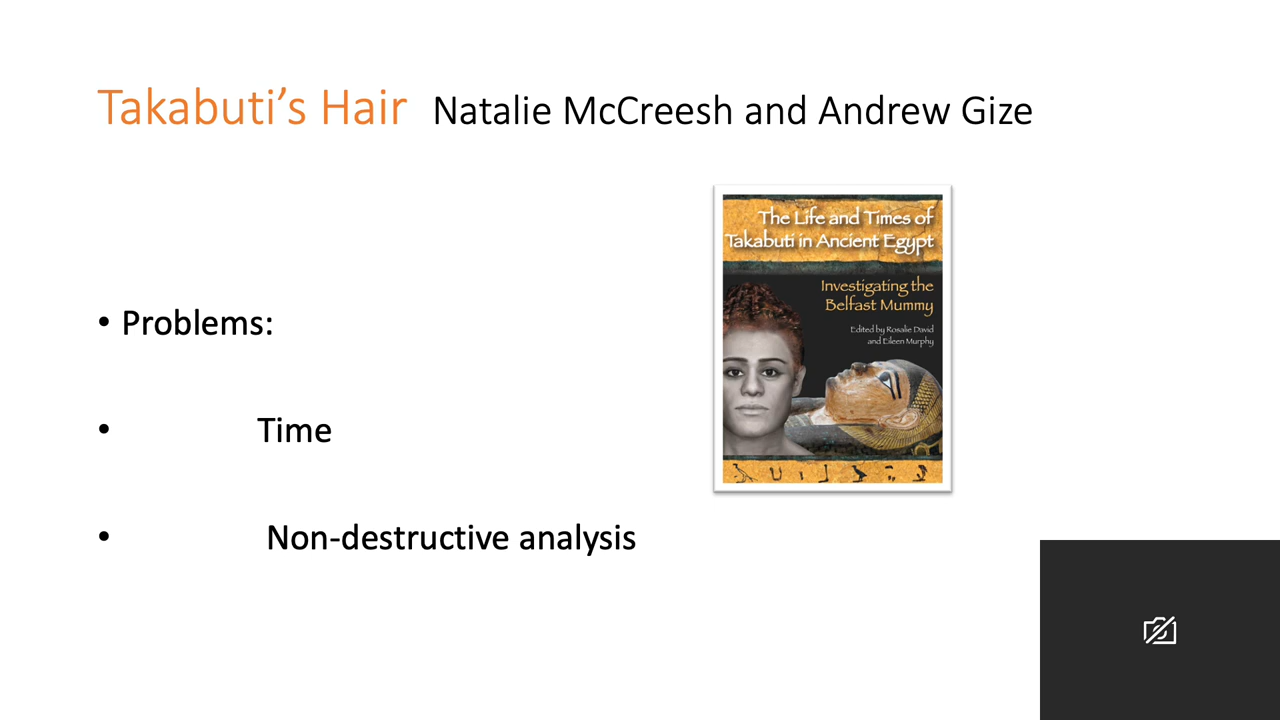 Takabuti’s Hair Natalie McCreesh and Andrew Gize
The Life and Times of
Takabuti in Ancient Egypt
Investigating the
Belfast Mummy
Edited by Rosalie David
and Eileen Murphy
• Problems:
• Time
• Non-destructive analysis